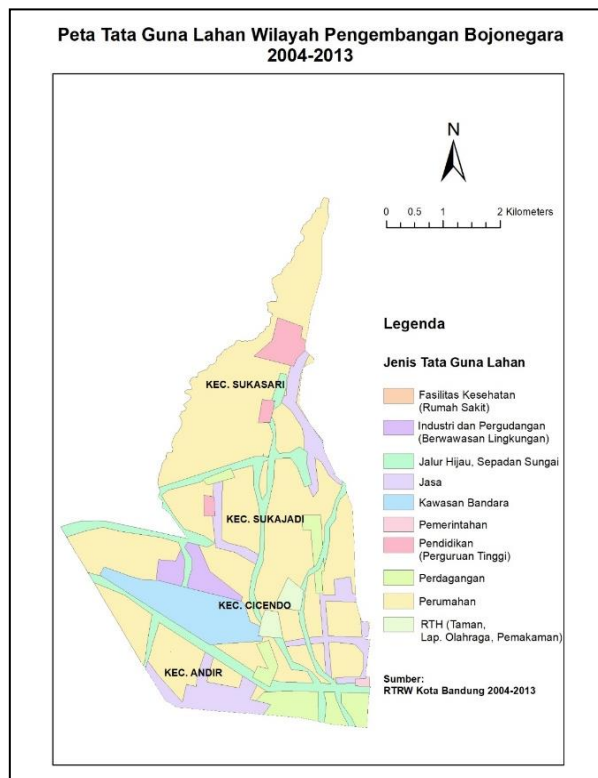 Peta Tata Guna Lahan Wilayah Pengembangan Bojonegara
2004-2013
N
0 0.5 1 2 Kilometers
KEC. SUKASARI
KEC. SUKAJADI
KEC. CICENDO
KEC. ANDIR
Legenda
Jenis Tata Guna Lahan
Fasilitas Kesehatan
(Rumah Sakit)
Industri dan Pergudangan
(Berwawasan Lingkungan)
Jalur Hijau, Sepadan Sungai
Jasa
Kawasan Bandara
Pemerintahan
Pendidikan
(Perguruan Tinggi)
Perdagangan
Perumahan
RTH (Taman,
Lap. Olahraga, Pemakaman)
Sumber:
RTRW Kota Bandung 2004-2013